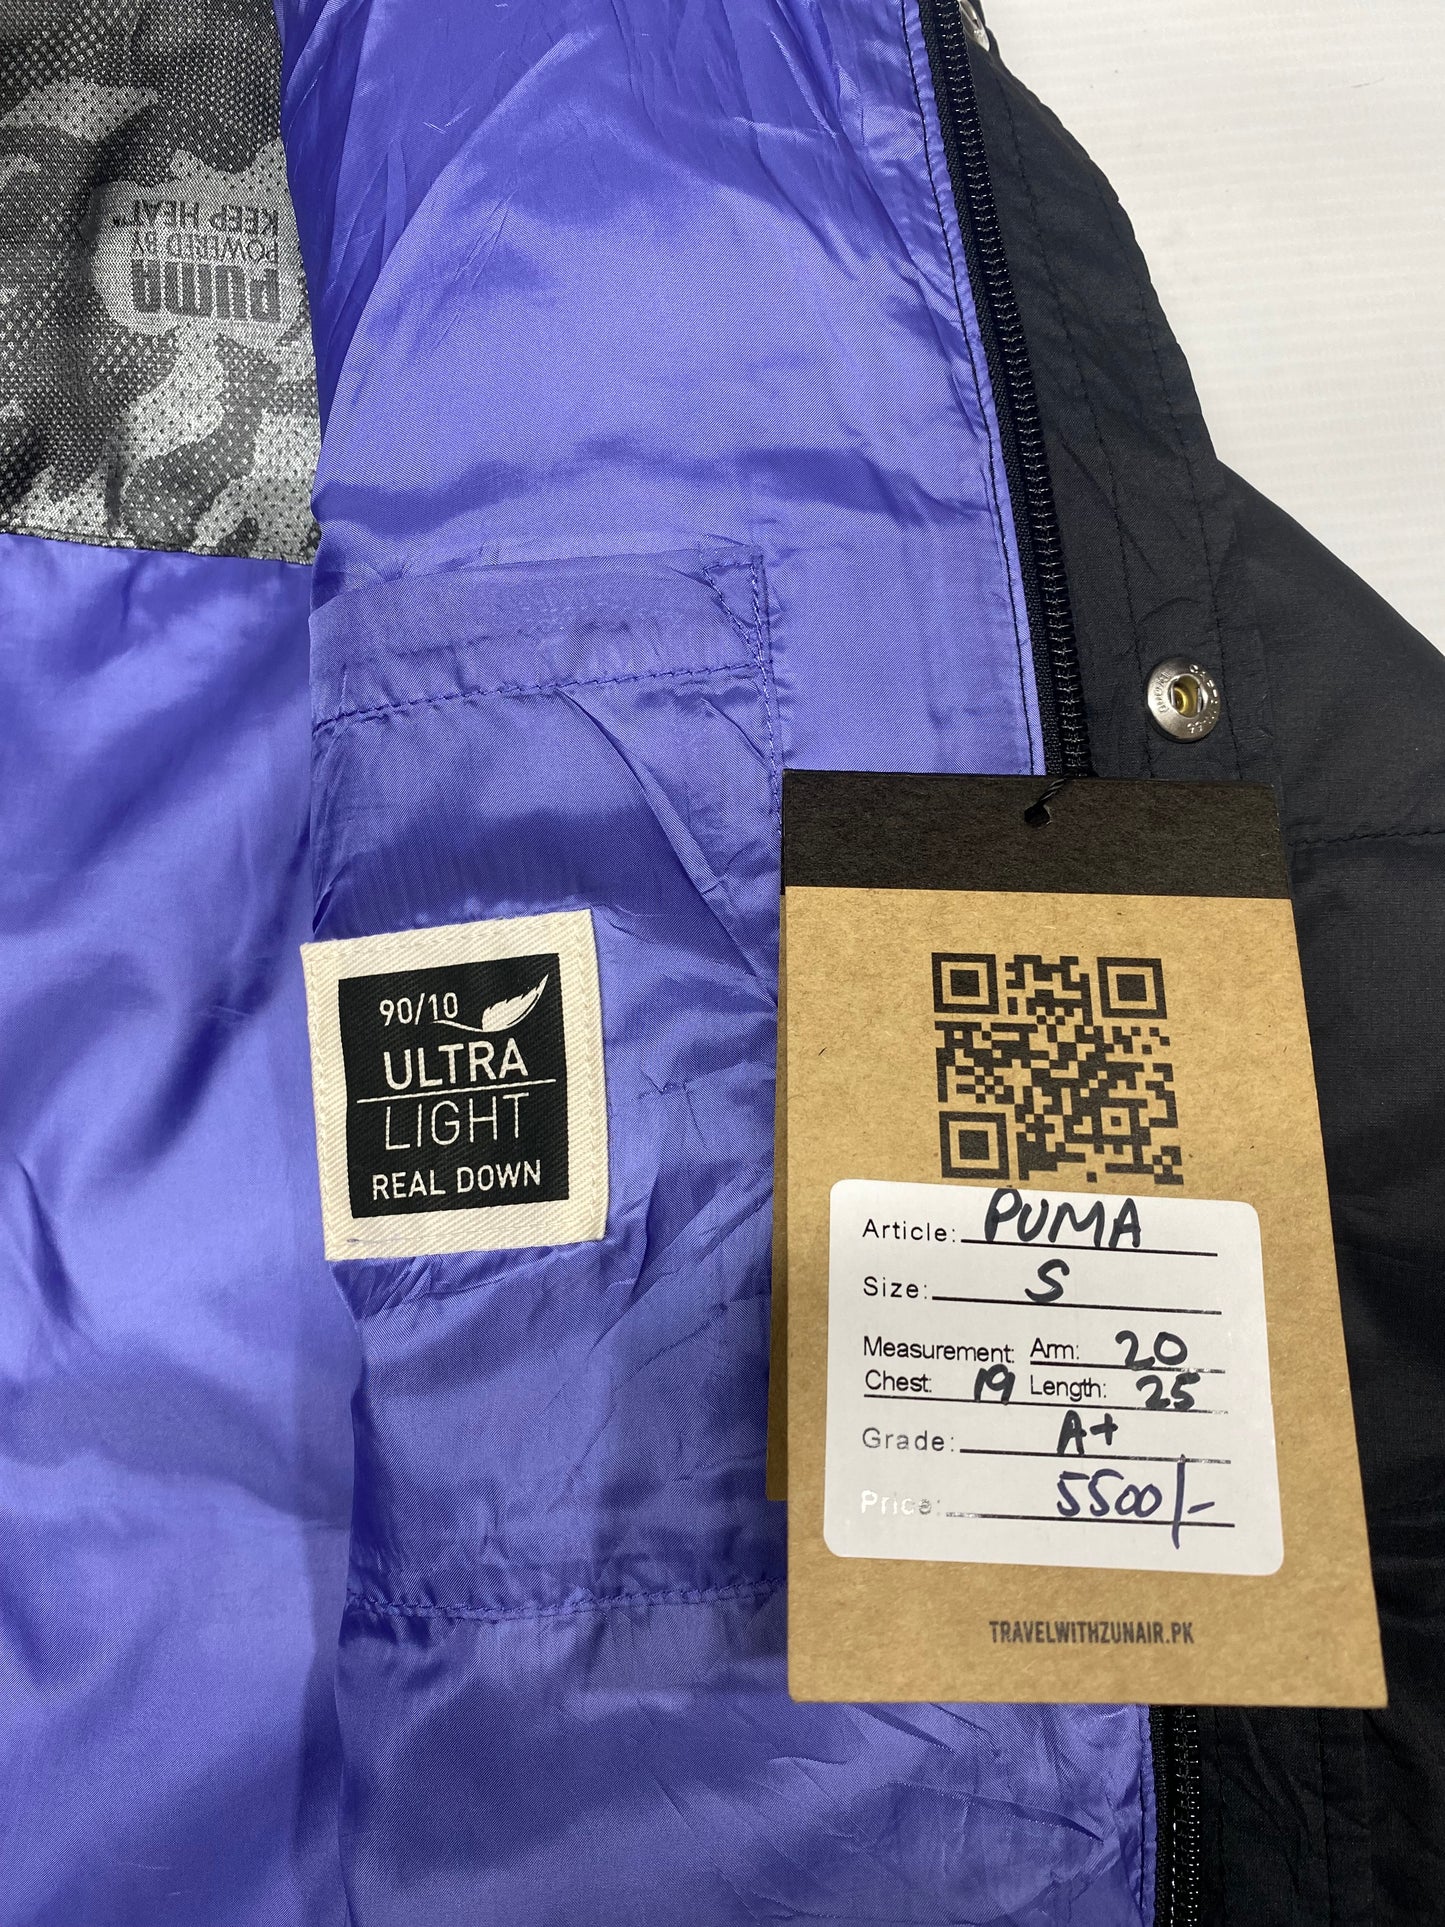 PUMA
POWERED BY
KEEP HEAT™
90/10
ULTRA
LIGHT
REAL DOWN
Article: PUMA
Size: S
Measurement: Arm: 20
Chest: 19 Length: 25
Grade: A+
Price: 5500/-
TRAVELWITHZUNAIR.PK